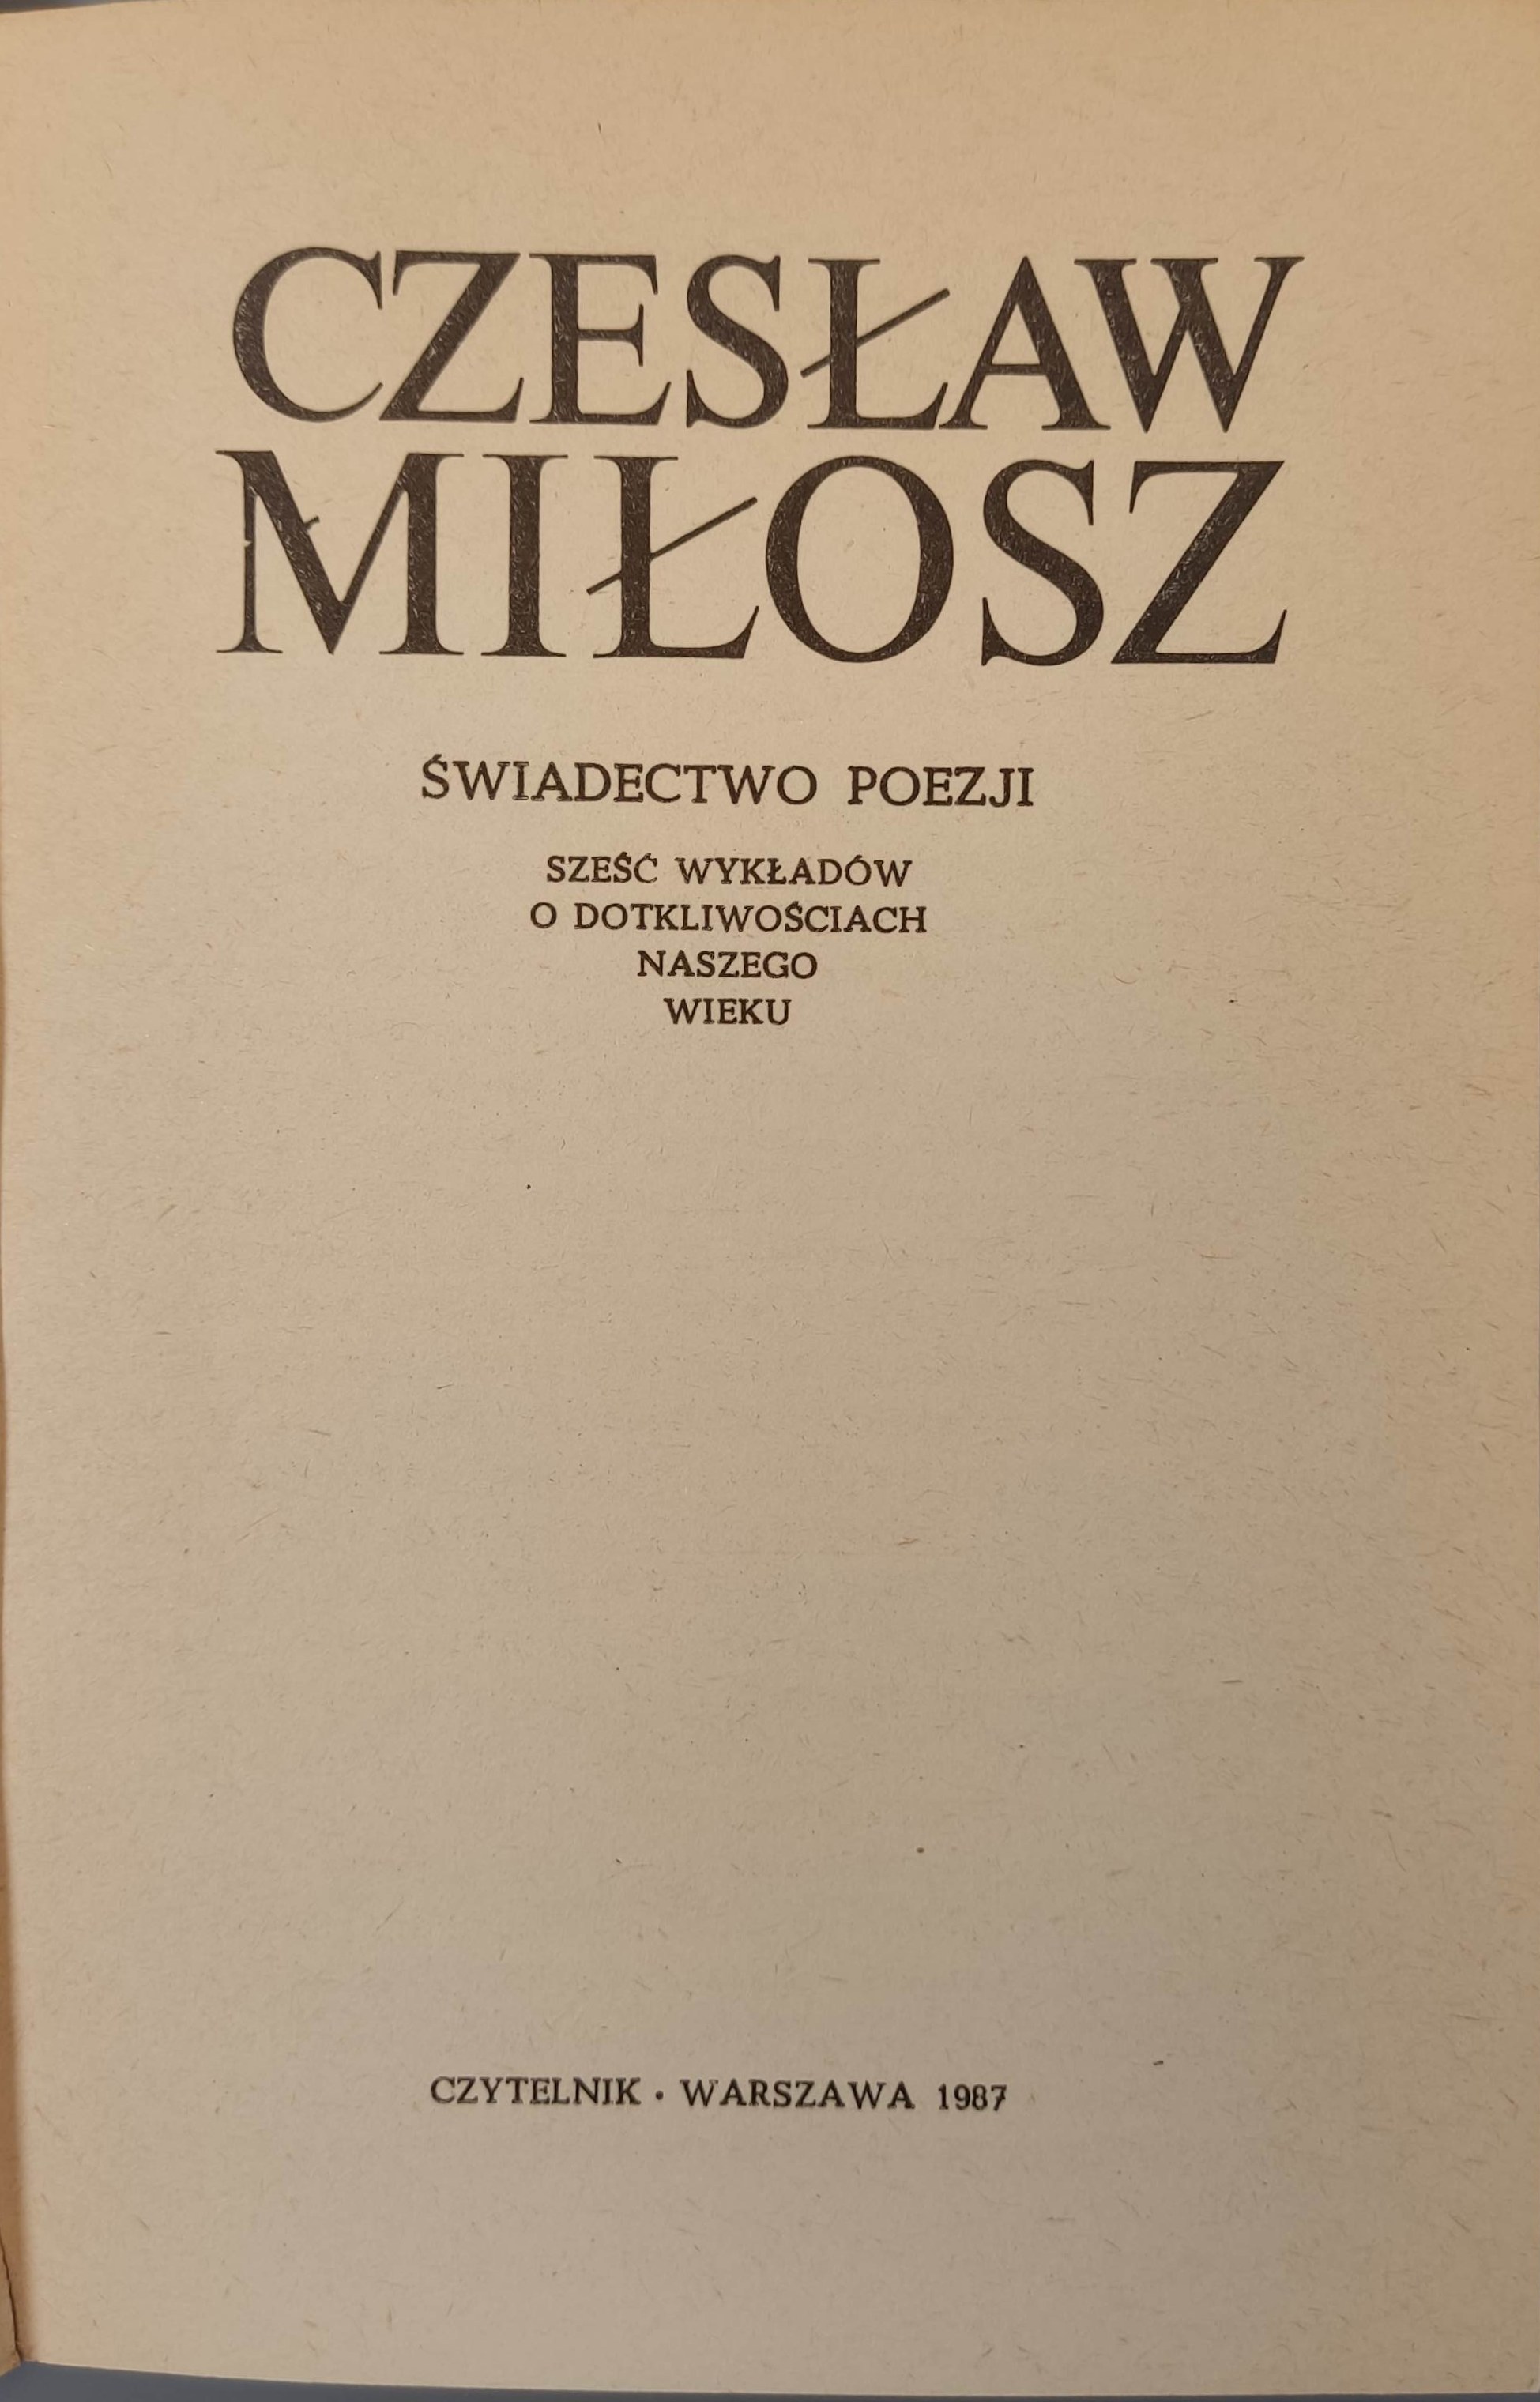 CZESŁAW
MIŁOSZ
ŚWIADECTWO POEZJI
SZEŚĆ WYKŁADÓW
O DOTKLIWOŚCIACH
NASZEGO
WIEKU
CZYTELNIK • WARSZAWA 1987